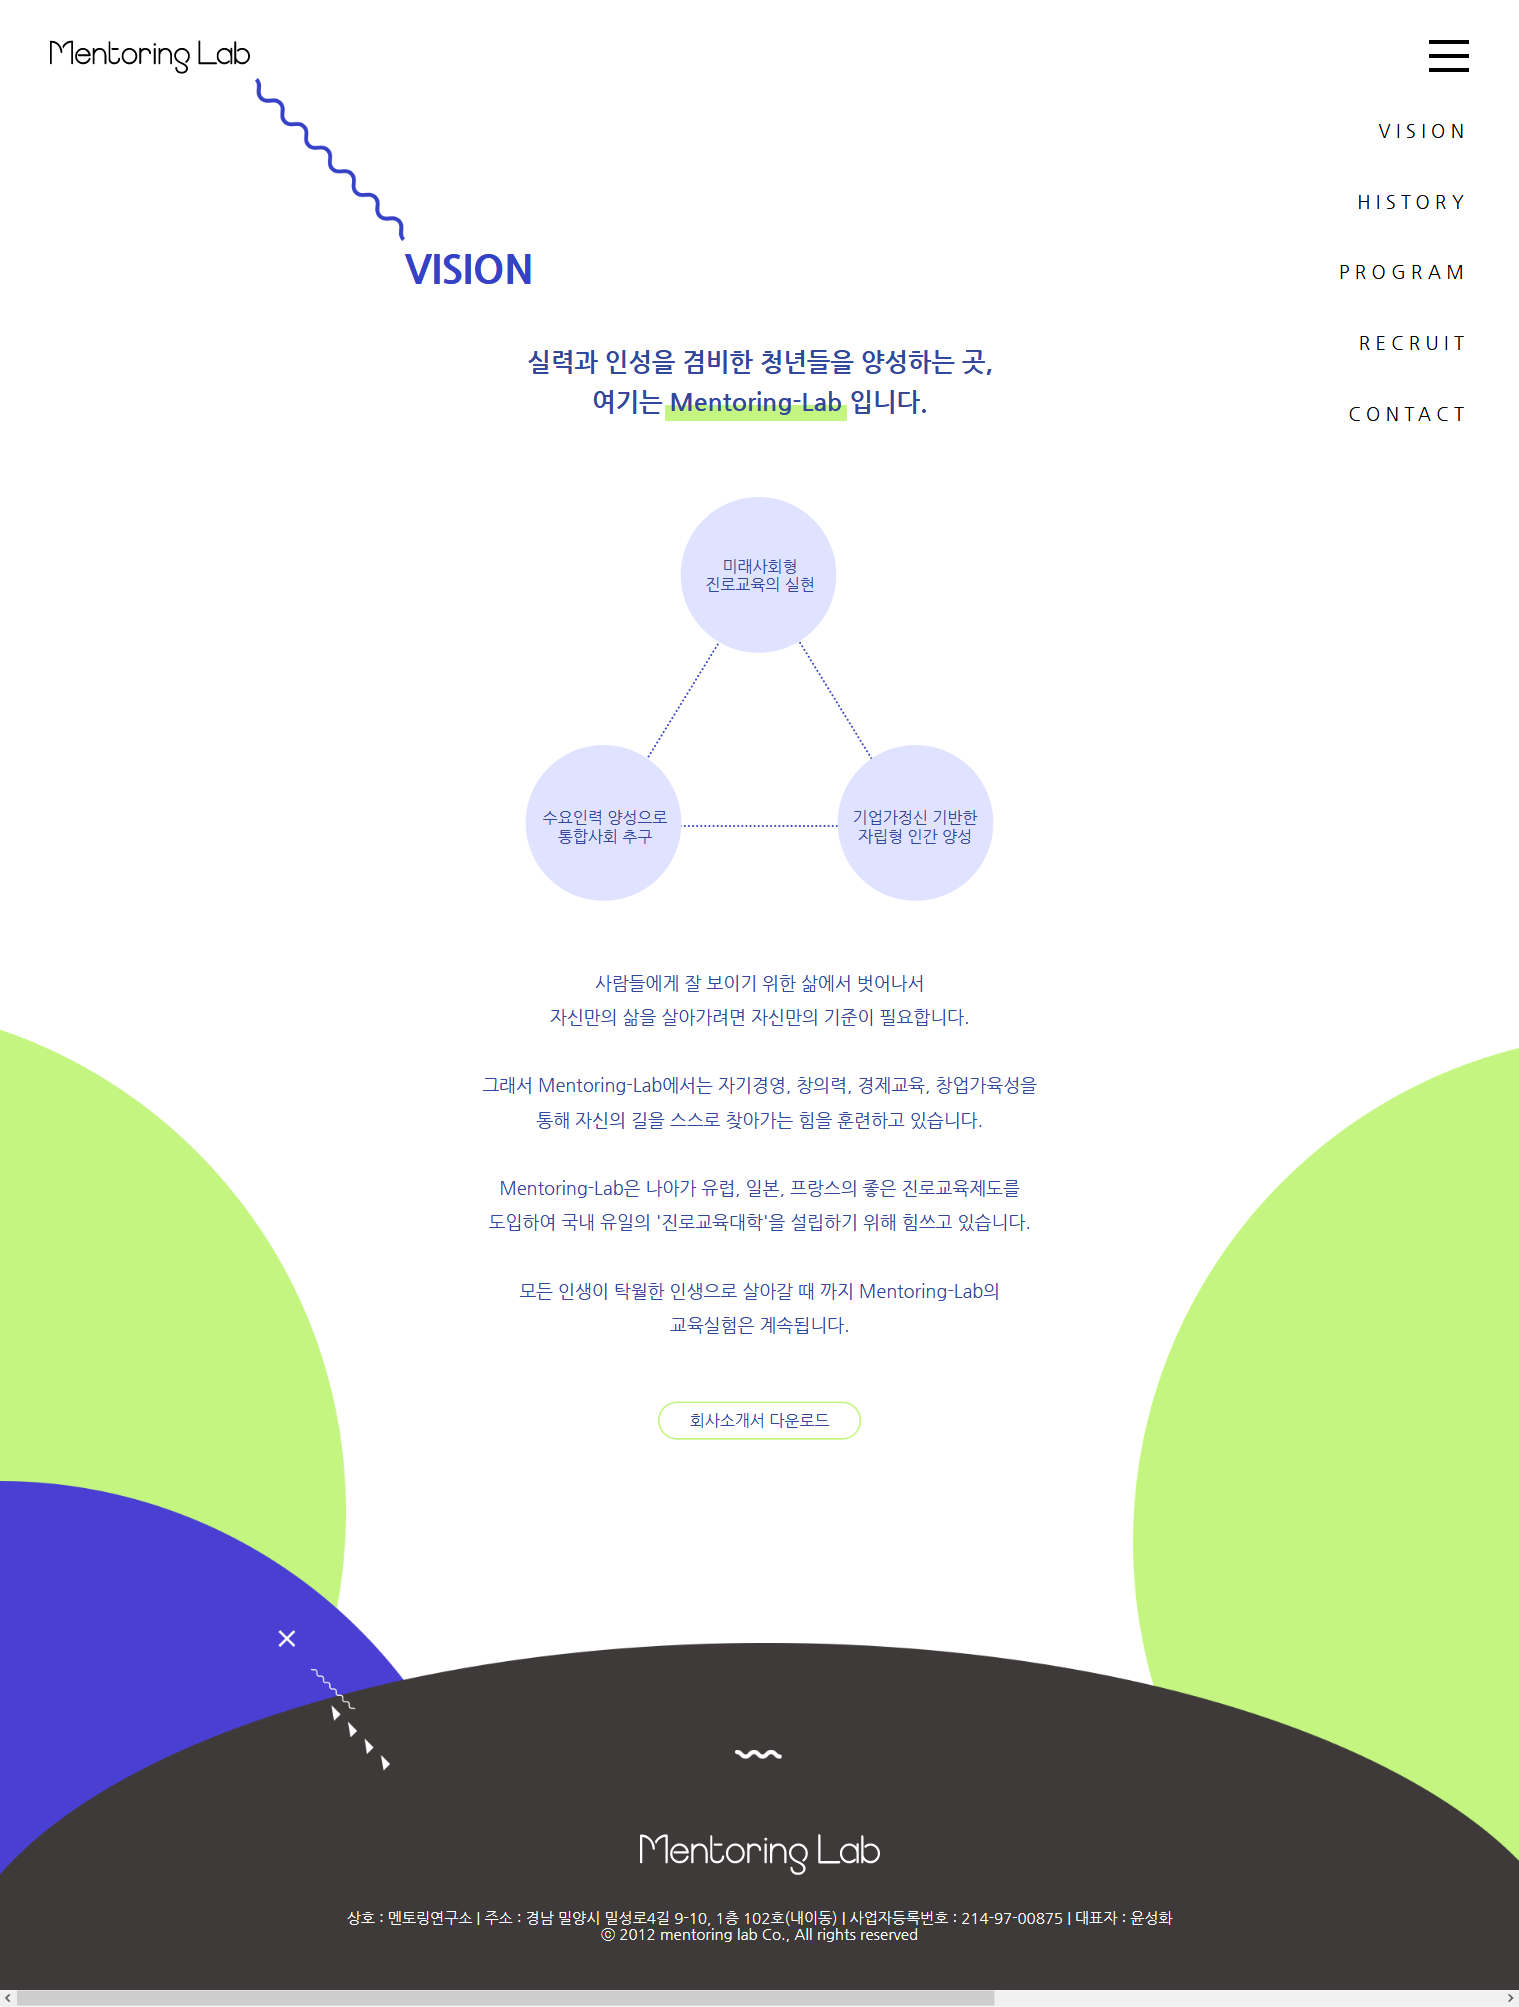 Mentoring Lab
VISION
HISTORY
PROGRAM
RECRUIT
CONTACT
VISION
실력과 인성을 겸비한 청년들을 양성하는 곳,
여기는 Mentoring-Lab 입니다.
미래사회형
진로교육의 실현
수요인력 양성으로
통합사회 추구
기업가정신 기반한
자립형 인간 양성
사람들에게 잘 보이기 위한 삶에서 벗어나서
자신만의 삶을 살아가려면 자신만의 기준이 필요합니다.
그래서 Mentoring-Lab에서는 자기경영, 창의력, 경제교육, 창업가육성을
통해 자신의 길을 스스로 찾아가는 힘을 훈련하고 있습니다.
Mentoring-Lab은 나아가 유럽, 일본, 프랑스의 좋은 진로교육제도를
도입하여 국내 유일의 '진로교육대학'을 설립하기 위해 힘쓰고 있습니다.
모든 인생이 탁월한 인생으로 살아갈 때 까지 Mentoring-Lab의
교육실험은 계속됩니다.
회사소개서 다운로드
Mentoring Lab
상호 : 멘토링연구소 | 주소 : 경남 밀양시 밀성로4길 9-10, 1층 102호(내이동) | 사업자등록번호 : 214-97-00875 | 대표자 : 윤성화
ⓒ 2012 mentoring lab Co., All rights reserved